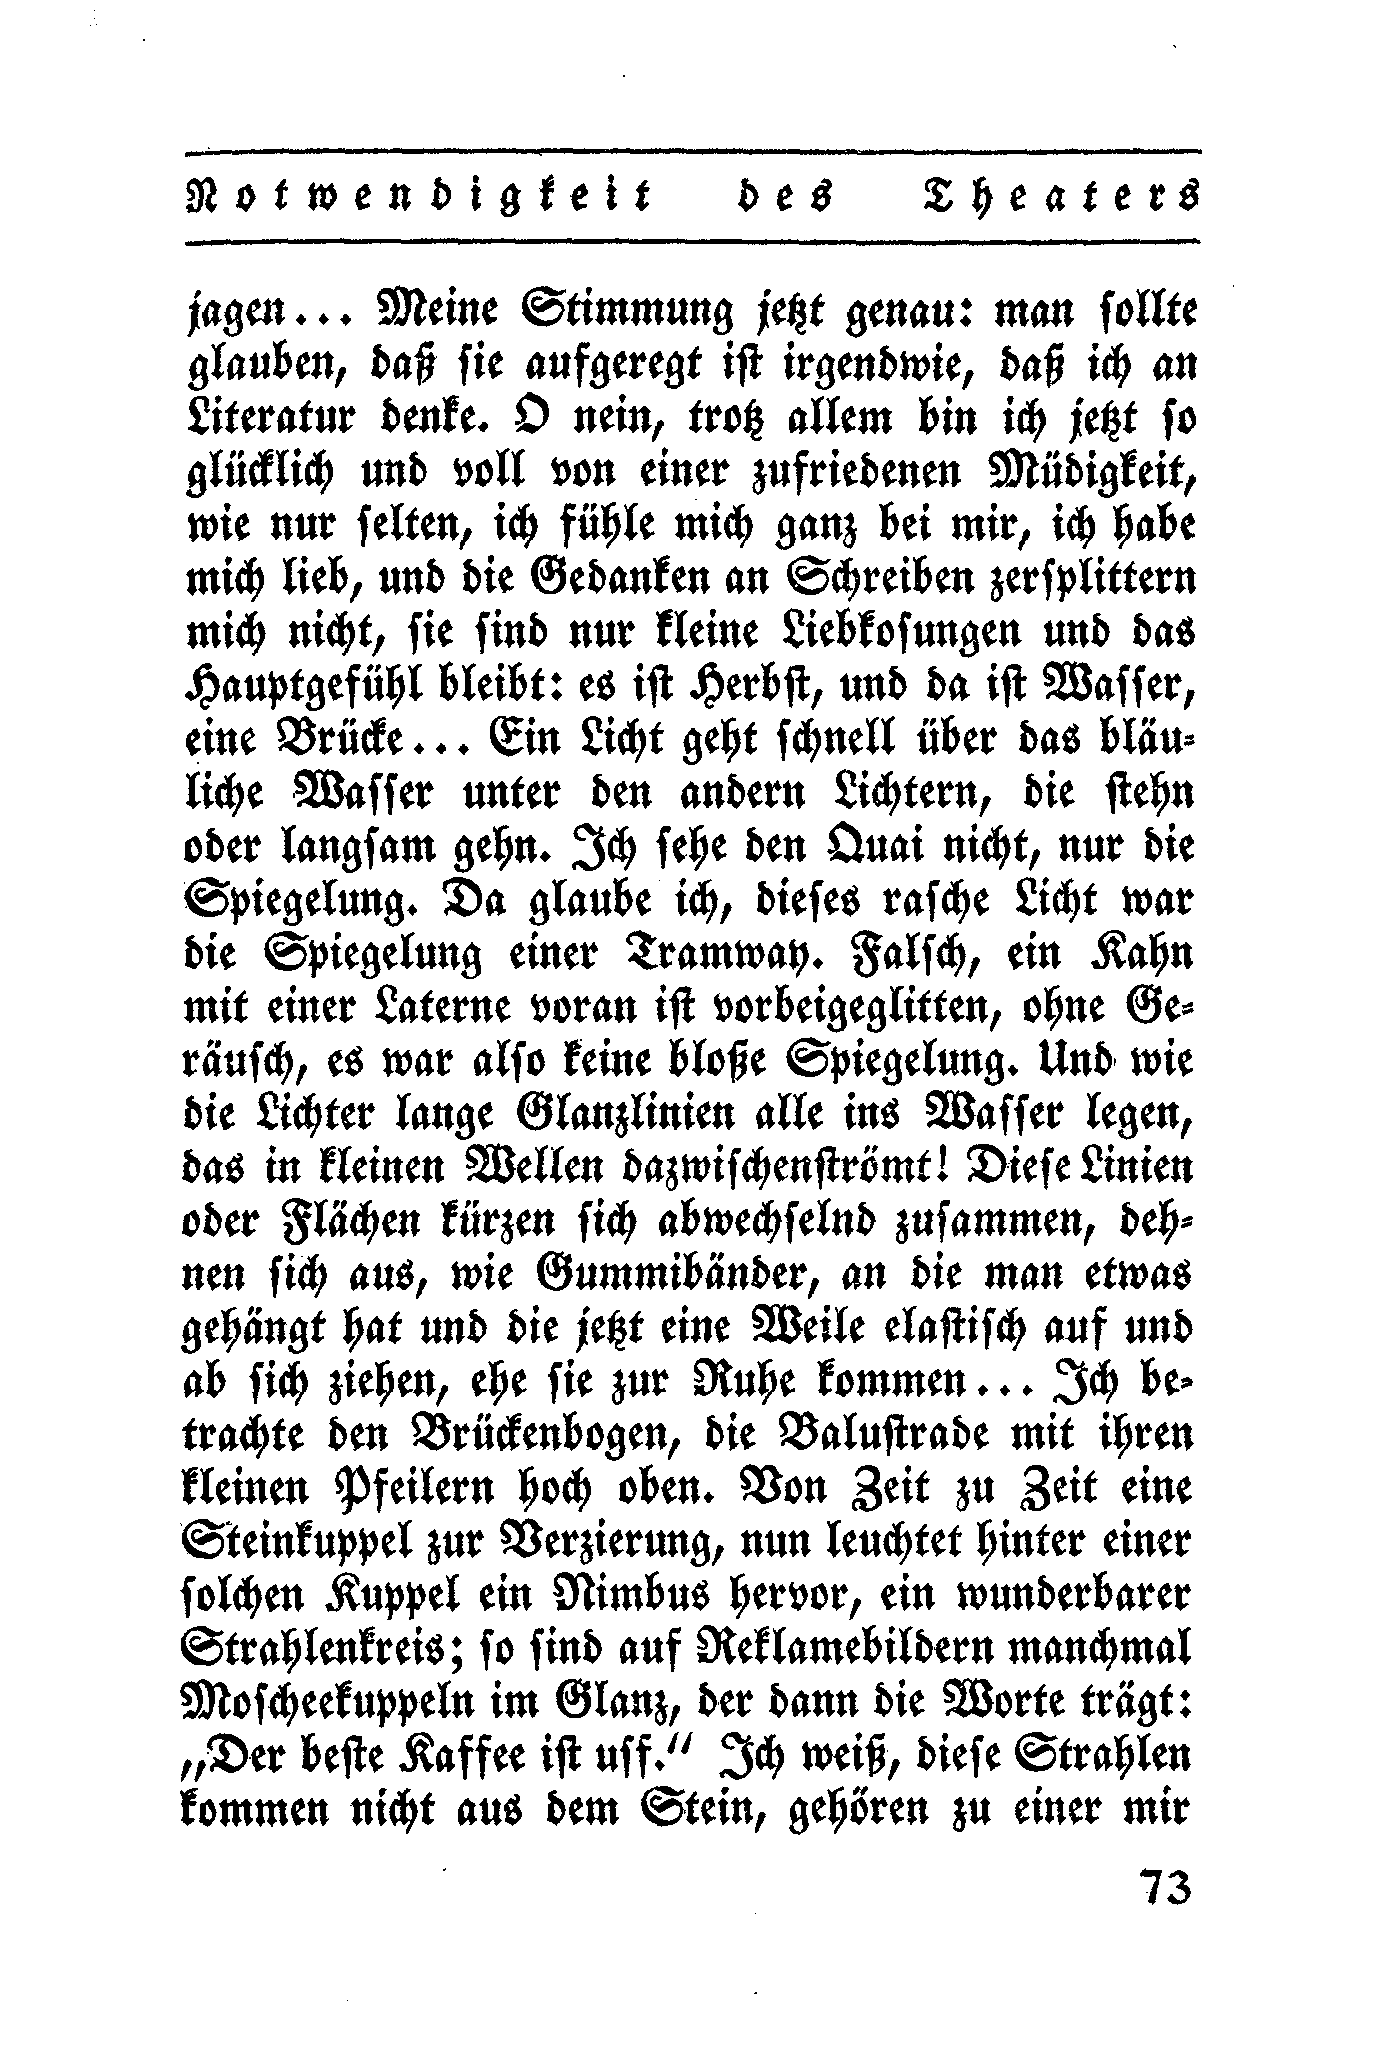 Notwendigkeit des Theaters
jagen... Meine Stimmung jetzt genau: man sollte
glauben, daß sie aufgeregt ist irgendwie, daß ich an
Literatur denke. O nein, trotz allem bin ich jetzt so
glücklich und voll von einer zufriedenen Müdigkeit,
wie nur selten, ich fühle mich ganz bei mir, ich habe
mich lieb, und die Gedanken an Schreiben zersplittern
mich nicht, sie sind nur kleine Liebkosungen und das
Hauptgefühl bleibt: es ist Herbst, und da ist Wasser,
eine Brücke... Ein Licht geht schnell über das bläu-
liche Wasser unter den andern Lichtern, die stehn
oder langsam gehn. Ich sehe den Quai nicht, nur die
Spiegelung. Da glaube ich, dieses rasche Licht war
die Spiegelung einer Tramway. Falsch, ein Kahn
mit einer Laterne voran ist vorbeigeglitten, ohne Ge-
räusch, es war also keine bloße Spiegelung. Und wie
die Lichter lange Glanzlinien alle ins Wasser legen,
das in kleinen Wellen dazwischenströmt! Diese Linien
oder Flächen kürzen sich abwechselnd zusammen, deh-
nen sich aus, wie Gummibänder, an die man etwas
gehängt hat und die jetzt eine Weile elastisch auf und
ab sich ziehen, ehe sie zur Ruhe kommen... Ich be-
trachte den Brückenbogen, die Balustrade mit ihren
kleinen Pfeilern hoch oben. Von Zeit zu Zeit eine
Steinkuppel zur Verzierung, nun leuchtet hinter einer
solchen Kuppel ein Nimbus hervor, ein wunderbarer
Strahlenkreis; so sind auf Reklamebildern manchmal
Moscheekuppeln im Glanz, der dann die Worte trägt:
„Der beste Kaffee ist usf.“ Ich weiß, diese Strahlen
kommen nicht aus dem Stein, gehören zu einer mir
73